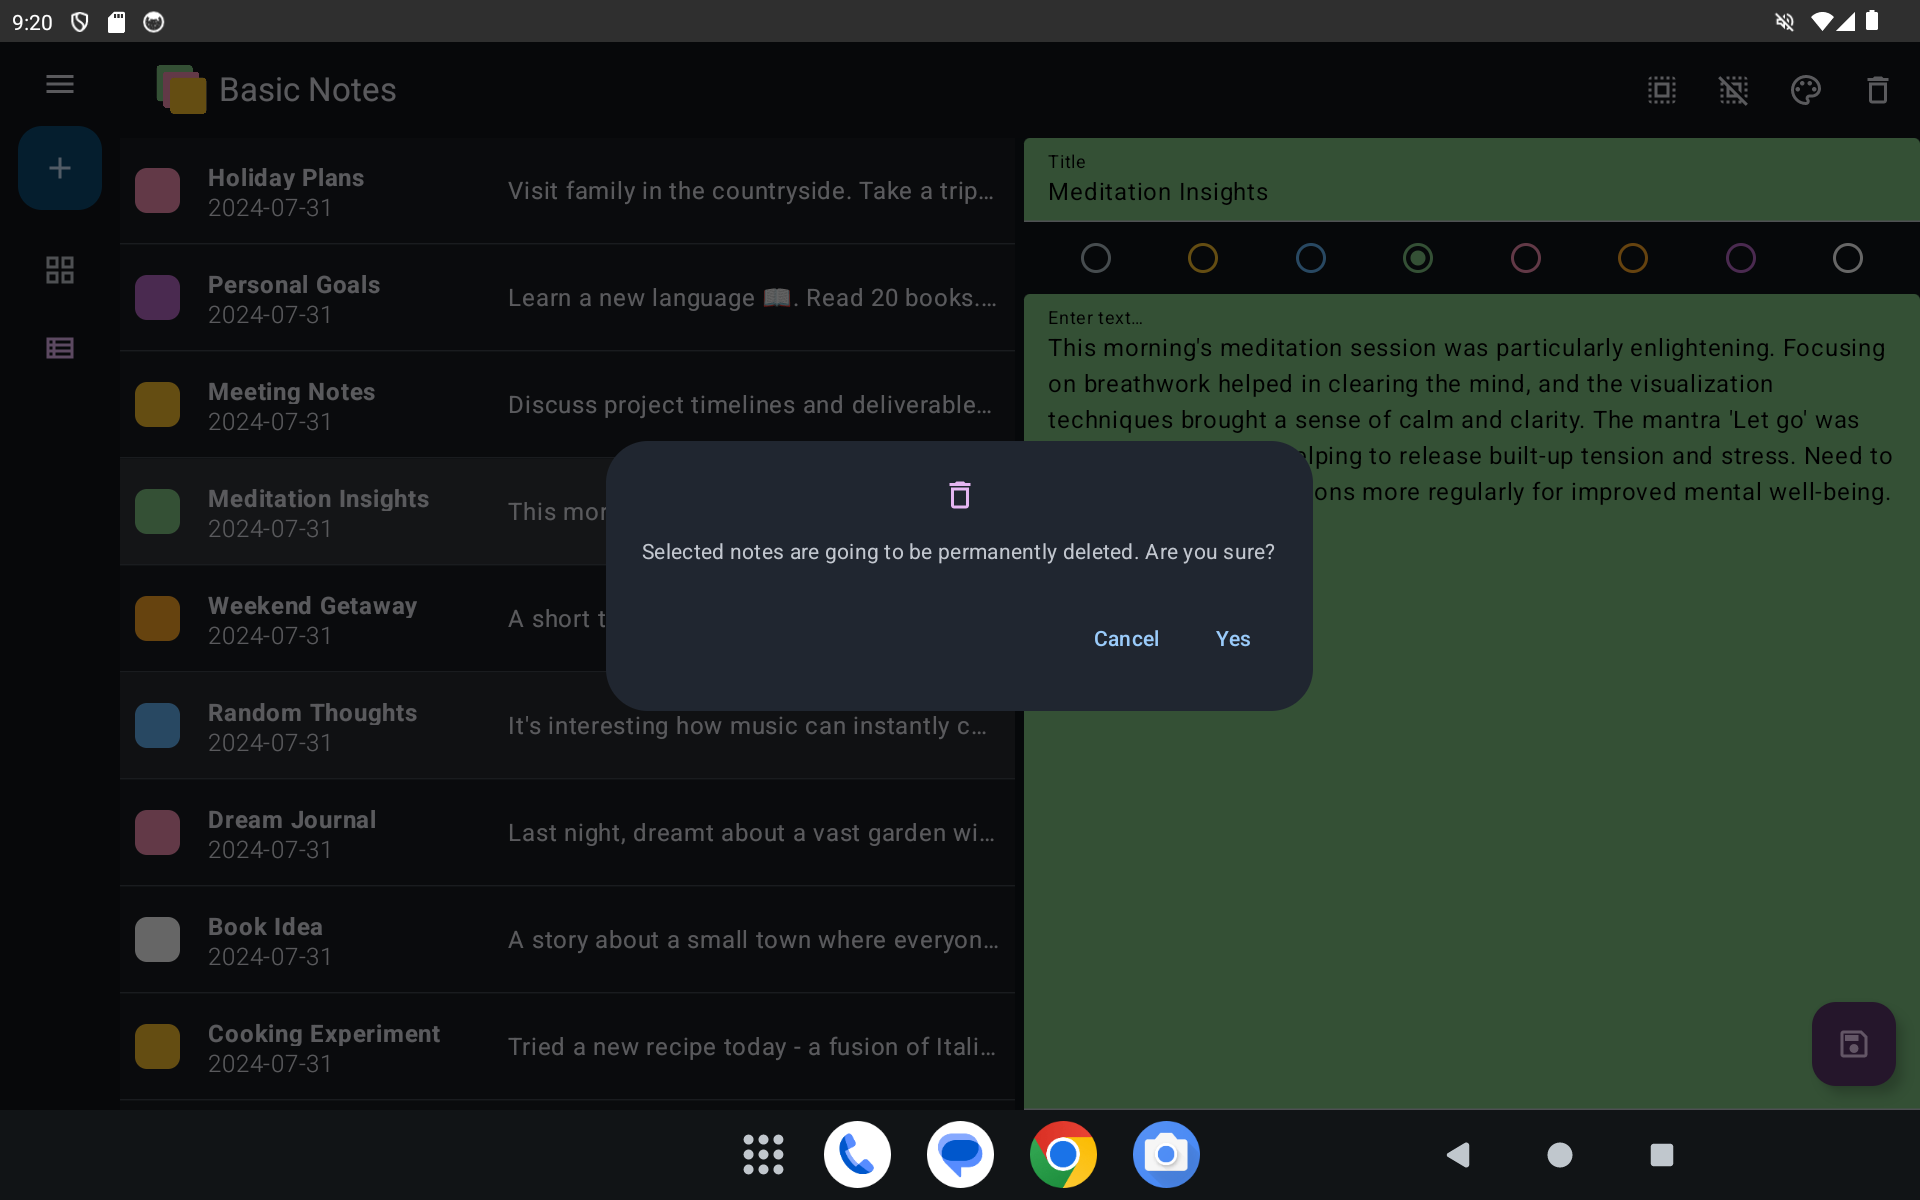 9:20
Basic Notes
Holiday Plans
2024-07-31
Visit family in the countryside. Take a trip…
Personal Goals
2024-07-31
Learn a new language 📖. Read 20 books.…
Meeting Notes
2024-07-31
Discuss project timelines and deliverable…
Meditation Insights
2024-07-31
This mor
Weekend Getaway
2024-07-31
A short t
Random Thoughts
2024-07-31
It's interesting how music can instantly c…
Dream Journal
2024-07-31
Last night, dreamt about a vast garden wi…
Book Idea
2024-07-31
A story about a small town where everyon…
Cooking Experiment
2024-07-31
Tried a new recipe today - a fusion of Itali…
Title
Meditation Insights
Enter text…
This morning's meditation session was particularly enlightening. Focusing
on breathwork helped in clearing the mind, and the visualization
techniques brought a sense of calm and clarity. The mantra 'Let go' was
lping to release built-up tension and stress. Need to
ons more regularly for improved mental well-being.
Selected notes are going to be permanently deleted. Are you sure?
Cancel
Yes